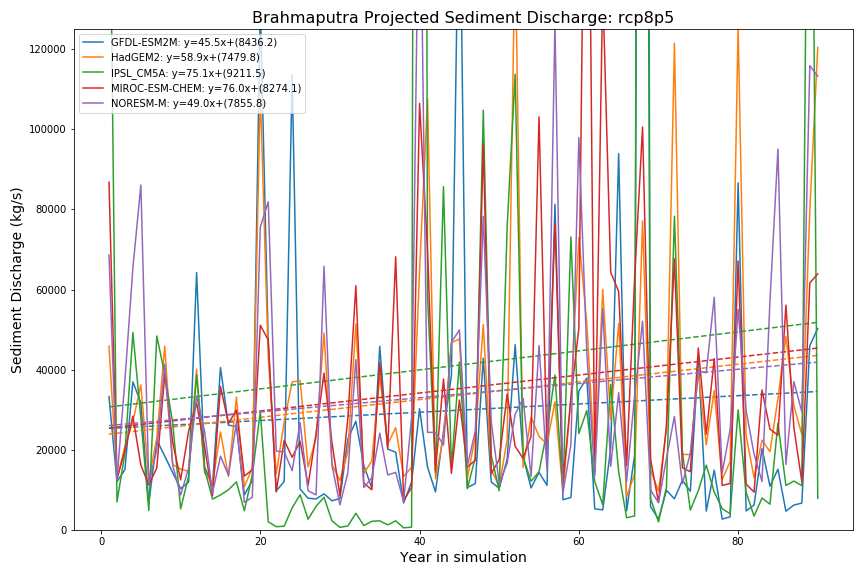 Brahmaputra Projected Sediment Discharge: rcp8p5
GFDL-ESM2M: y=45.5x+(8436.2)
HadGEM2: y=58.9x+(7479.8)
IPSL_CM5A: y=75.1x+(9211.5)
MIROC-ESM-CHEM: y=76.0x+(8274.1)
NORESM-M: y=49.0x+(7855.8)
120000
100000
80000
60000
40000
20000
0
Sediment Discharge (kg/s)
0 20 40 60 80
Year in simulation